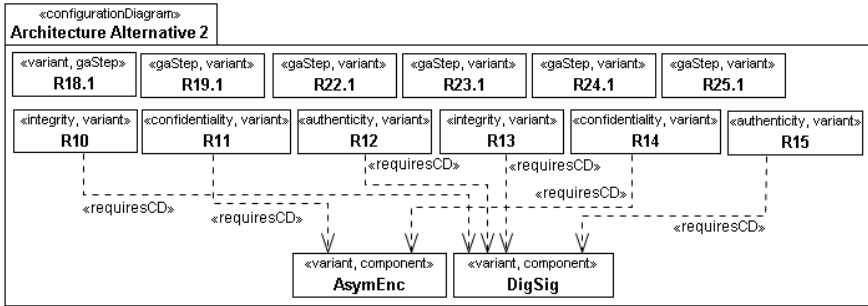 «configurationDiagram»
Architecture Alternative 2
«variant, gaStep» «gaStep, variant» «gaStep, variant» «gaStep, variant» «gaStep, variant» «gaStep, variant»
R18.1 R19.1 R22.1 R23.1 R24.1 R25.1
«integrity, variant» «confidentiality, variant» «authenticity, variant» «integrity, variant» «confidentiality, variant» «authenticity, variant»
R10 R11 R12 R13 R14 R15
«requiresCD» «requiresCD»
«requiresCD»
«requiresCD» «requiresCD»
«requiresCD»
«variant, component» «variant, component»
AsymEnc DigSig